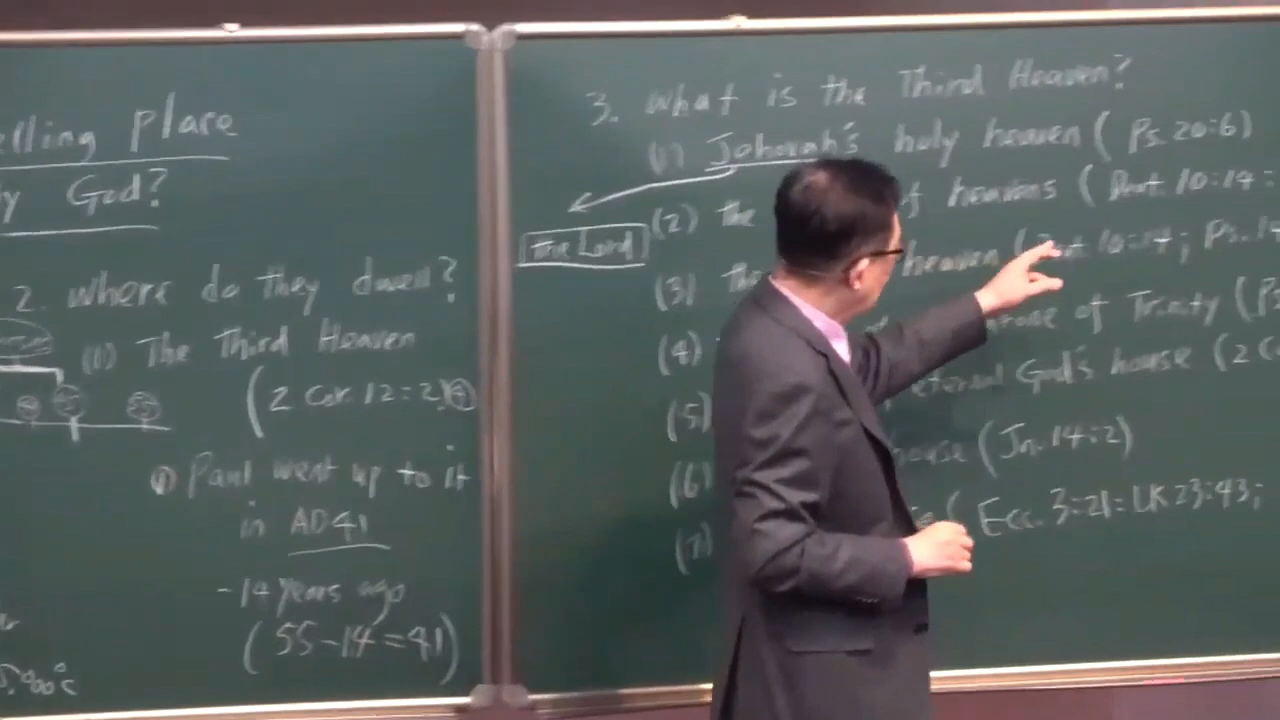 elling place
y God?
2. Where do they dwell?
(1) The Third Heaven
(2 Cor. 12:2)
① Paul went up to it
in AD41
-14 years ago
(55-14=41)
3. What is the Third Heaven?
(1) Jehovah's holy heaven (Ps. 20:6)
The Lord
(2) the of heavens (Deut. 10:14
(3) the heaven ( 10:14; Ps. 14
(4) of Trinity (Ps
(5) eternal God's house (2 Co
(6) house (Jn. 14:2)
(7) (Ecc. 3:21: LK 23:43;